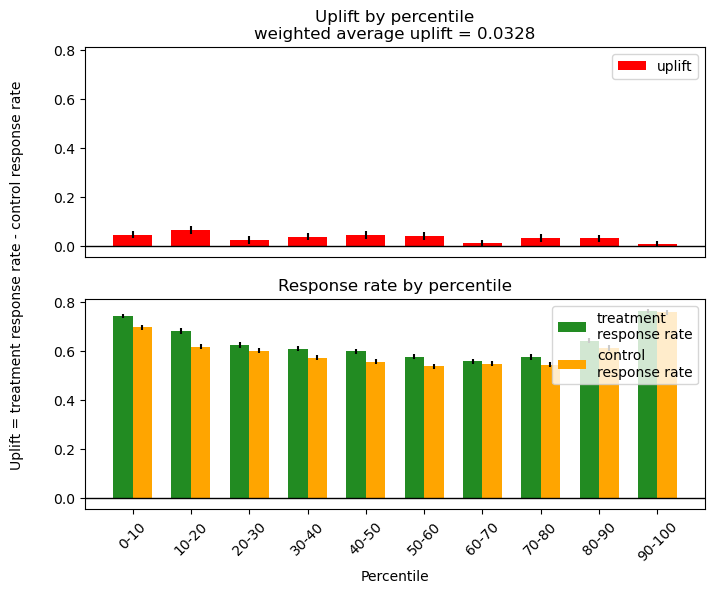 Uplift by percentile
weighted average uplift = 0.0328
Uplift = treatment response rate - control response rate
0.8
0.6
0.4
0.2
0.0
uplift
Response rate by percentile
0.8
0.6
0.4
0.2
0.0
treatment
response rate
control
response rate
0-10
10-20
20-30
30-40
40-50
50-60
60-70
70-80
80-90
90-100
Percentile